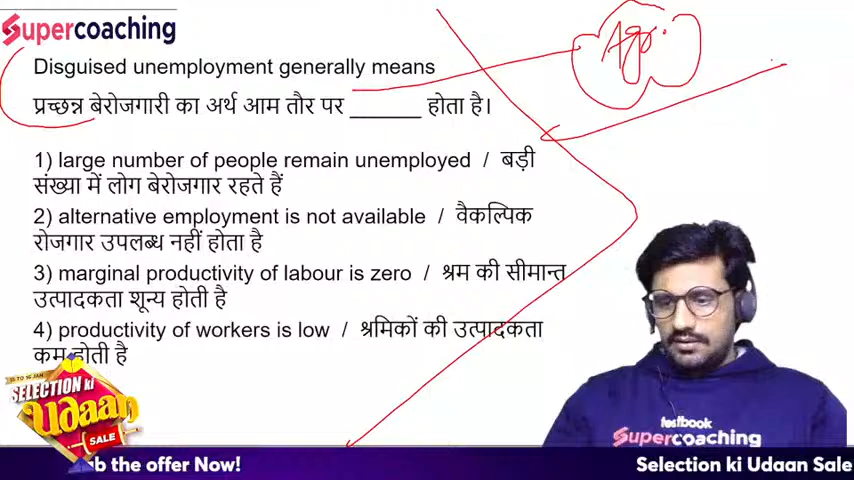 Supercoaching
Disguised unemployment generally means
Agr.
प्रच्छन्न बेरोजगारी का अर्थ आम तौर पर ______ होता है।
1) large number of people remain unemployed / बड़ी
संख्या में लोग बेरोजगार रहते हैं
2) alternative employment is not available / वैकल्पिक
रोजगार उपलब्ध नहीं होता है
3) marginal productivity of labour is zero / श्रम की सीमान्त
उत्पादकता शून्य होती है
4) productivity of workers is low / श्रमिकों की उत्पादकता
कम होती है
SELECTION ki
उdaan
SALE
testbook
Supercoaching
b the offer Now!
Selection ki Udaan Sale